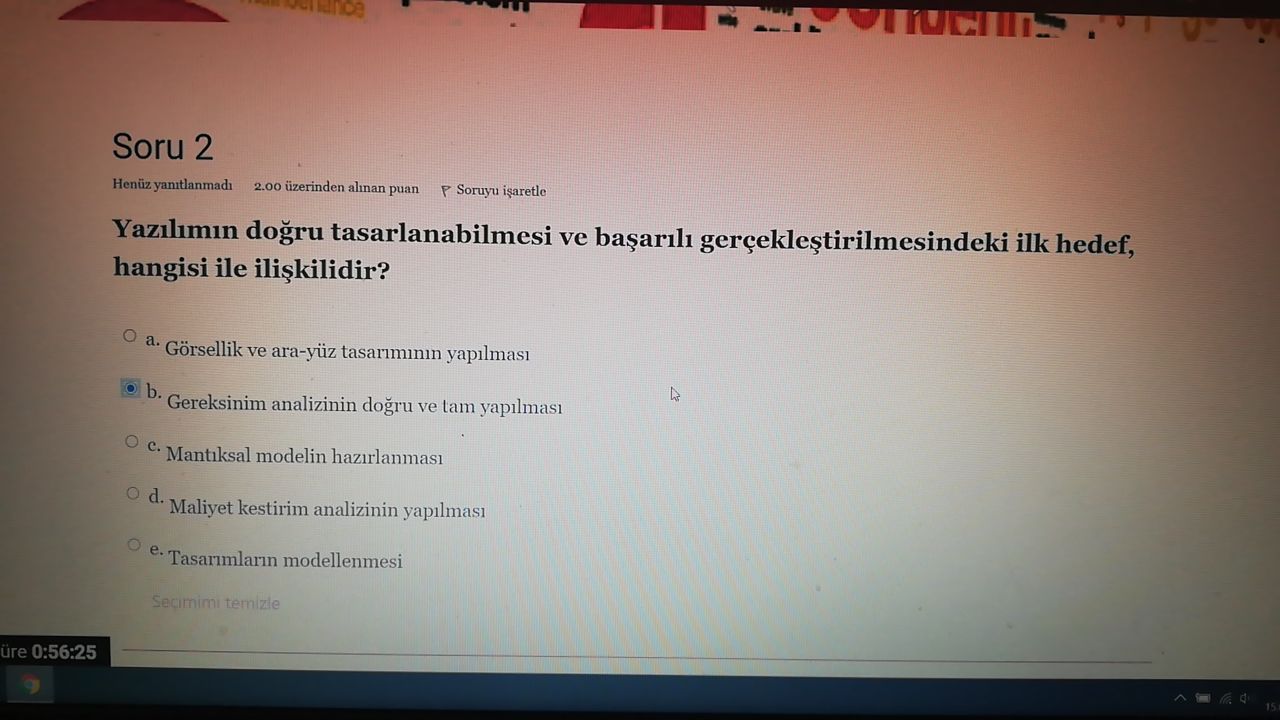 Soru 2
Henüz yanıtlanmadı 2.00 üzerinden alınan puan Soruyu işaretle
Yazılımın doğru tasarlanabilmesi ve başarılı gerçekleştirilmesindeki ilk hedef,
hangisi ile ilişkilidir?
a. Görsellik ve ara-yüz tasarımının yapılması
b. Gereksinim analizinin doğru ve tam yapılması
c. Mantıksal modelin hazırlanması
d. Maliyet kestirim analizinin yapılması
e. Tasarımların modellenmesi
Seçimimi temizle
üre 0:56:25